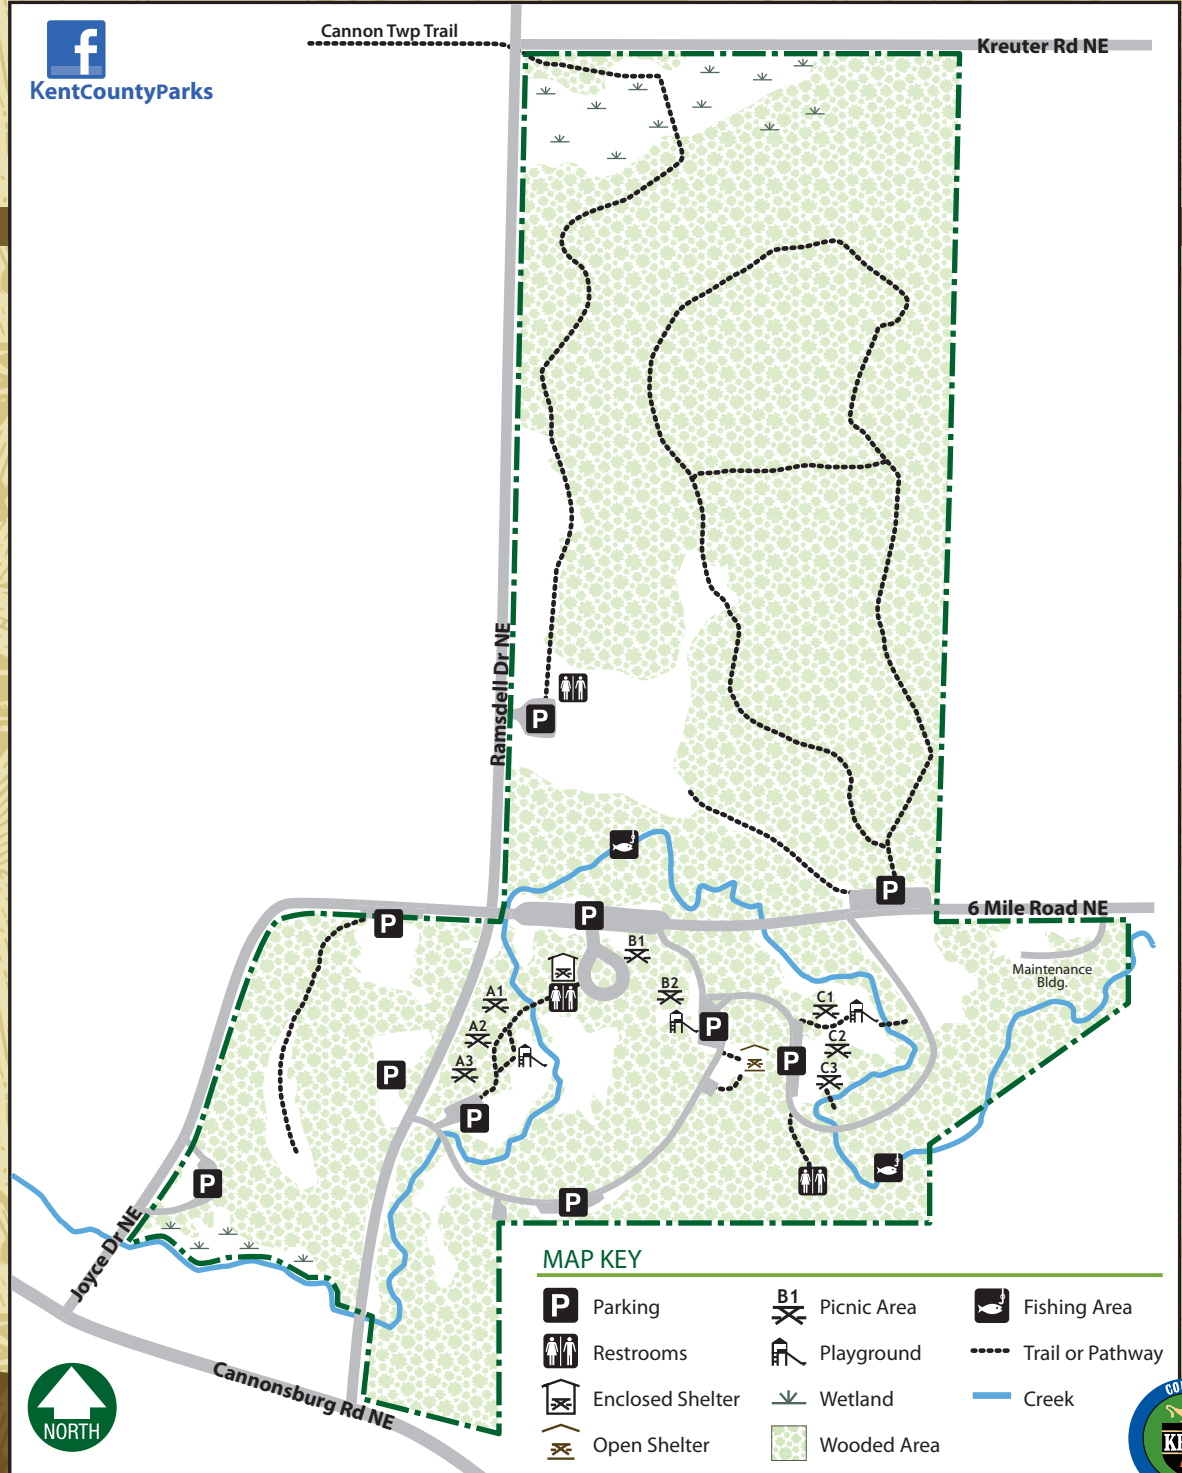 f
KentCountyParks
Cannon Twp Trail
Kreuter Rd NE
Ramsdell Dr NE
P
P
6 Mile Road NE
P
P
Maintenance
Bldg.
B1
B2
A1
A2
A3
C1
C2
C3
P
P
P
P
P
P
Joyce Dr NE
Cannonsburg Rd NE
NORTH
MAP KEY
P Parking
B1 Picnic Area
Fishing Area
Restrooms
Playground
Trail or Pathway
Enclosed Shelter
Wetland
Creek
Open Shelter
Wooded Area